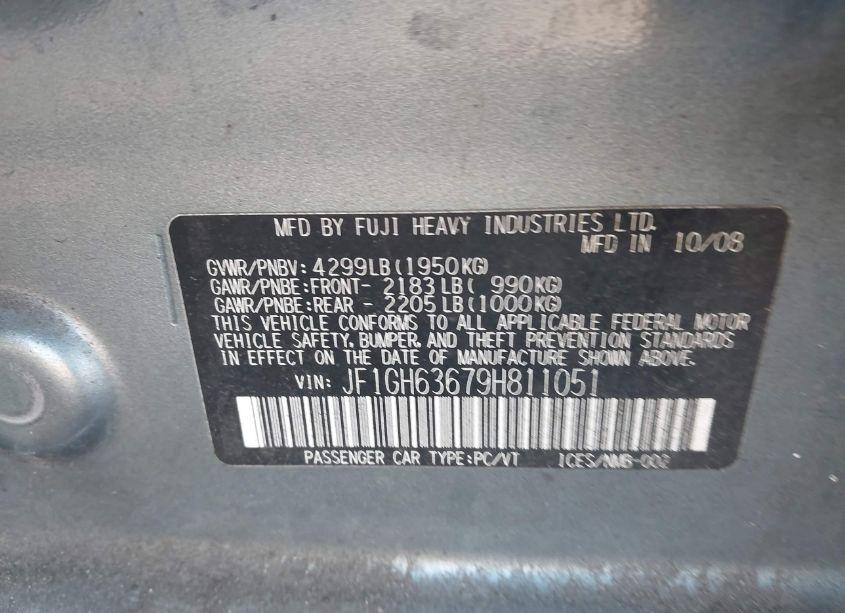 MFD BY FUJI HEAVY INDUSTRIES LTD.
MFD IN 10/08
GVWR/PNBV: 4299LB(1950KG)
GAWR/PNBE:FRONT- 2183LB( 990KG)
GAWR/PNBE:REAR - 2205LB(1000KG)
THIS VEHICLE CONFORMS TO ALL APPLICABLE FEDERAL MOTOR
VEHICLE SAFETY, BUMPER, AND THEFT PREVENTION STANDARDS
IN EFFECT ON THE DATE OF MANUFACTURE SHOWN ABOVE.
VIN: JF1GH63679H811051
PASSENGER CAR TYPE:PC/VT ICES/NMB-002